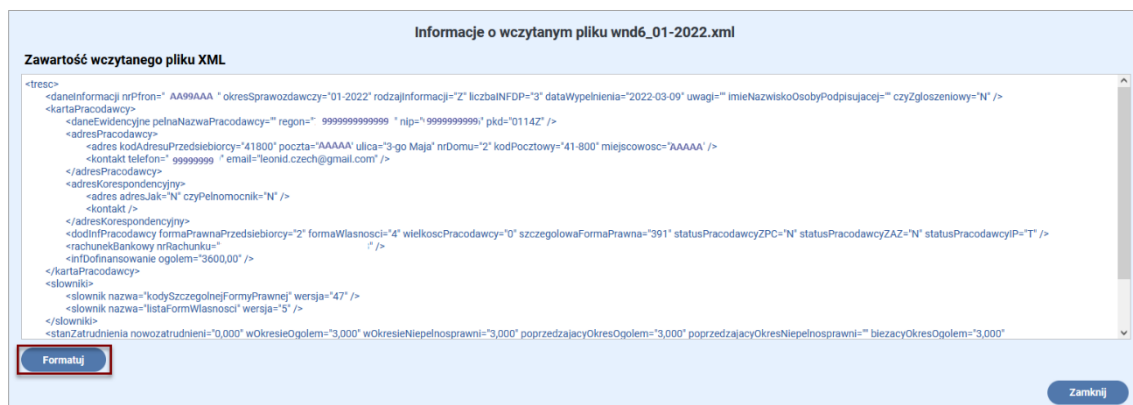 Informacje o wczytanym pliku wnd6_01-2022.xml
Zawartość wczytanego pliku XML
<tresc>
<daneInformacji nrPfron=" AA99AAA " okresSprawozdawczy="01-2022" rodzajInformacji="Z" liczbaINFDP="3" dataWypelnienia="2022-03-09" uwagi="" imieNazwiskoOsobyPodpisujacej="" czyZgloszeniowy="N" />
<kartaPracodawcy>
<daneEwidencyjne pelnaNazwaPracodawcy="" regon=" 9999999999999 " nip="9999999999" pkd="0114Z" />
<adresPracodawcy>
<adres kodAdresuPrzedsiebiorcy="41800" poczta="AAAAA' ulica="3-go Maja" nrDomu="2" kodPocztowy="41-800" miejscowosc="AAAAA' />
<kontakt telefon=" 99999999 " email="leonid.czech@gmail.com" />
</adresPracodawcy>
<adresKorespondencyjny>
<adres adresJak="N" czyPelnomocnik="N" />
<kontakt />
</adresKorespondencyjny>
<dodInfPracodawcy formaPrawnaPrzedsiebiorcy="2" formaWlasnosci="4" wielkoscPracodawcy="0" szczegolowaFormaPrawna="391" statusPracodawcyZPC="N" statusPracodawcyZAZ="N" statusPracodawcyIP="T" />
<rachunekBankowy nrRachunku=" " />
<infDofinansowanie ogolem="3600,00" />
</kartaPracodawcy>
<slowniki>
<slownik nazwa="kodySzczegolnejFormyPrawnej" wersja="47" />
<slownik nazwa="listaFormWlasnosci" wersja="5" />
</slowniki>
<stanZatrudnienia nowozatrudnieni="0,000" wOkresieOgolem="3,000" wOkresieNiepelnosprawni="3,000" poprzedzajacyOkresOgolem="3,000" poprzedzajacyOkresNiepelnosprawni="" biezacyOkresOgolem="3,000"
Formatuj
Zamknij